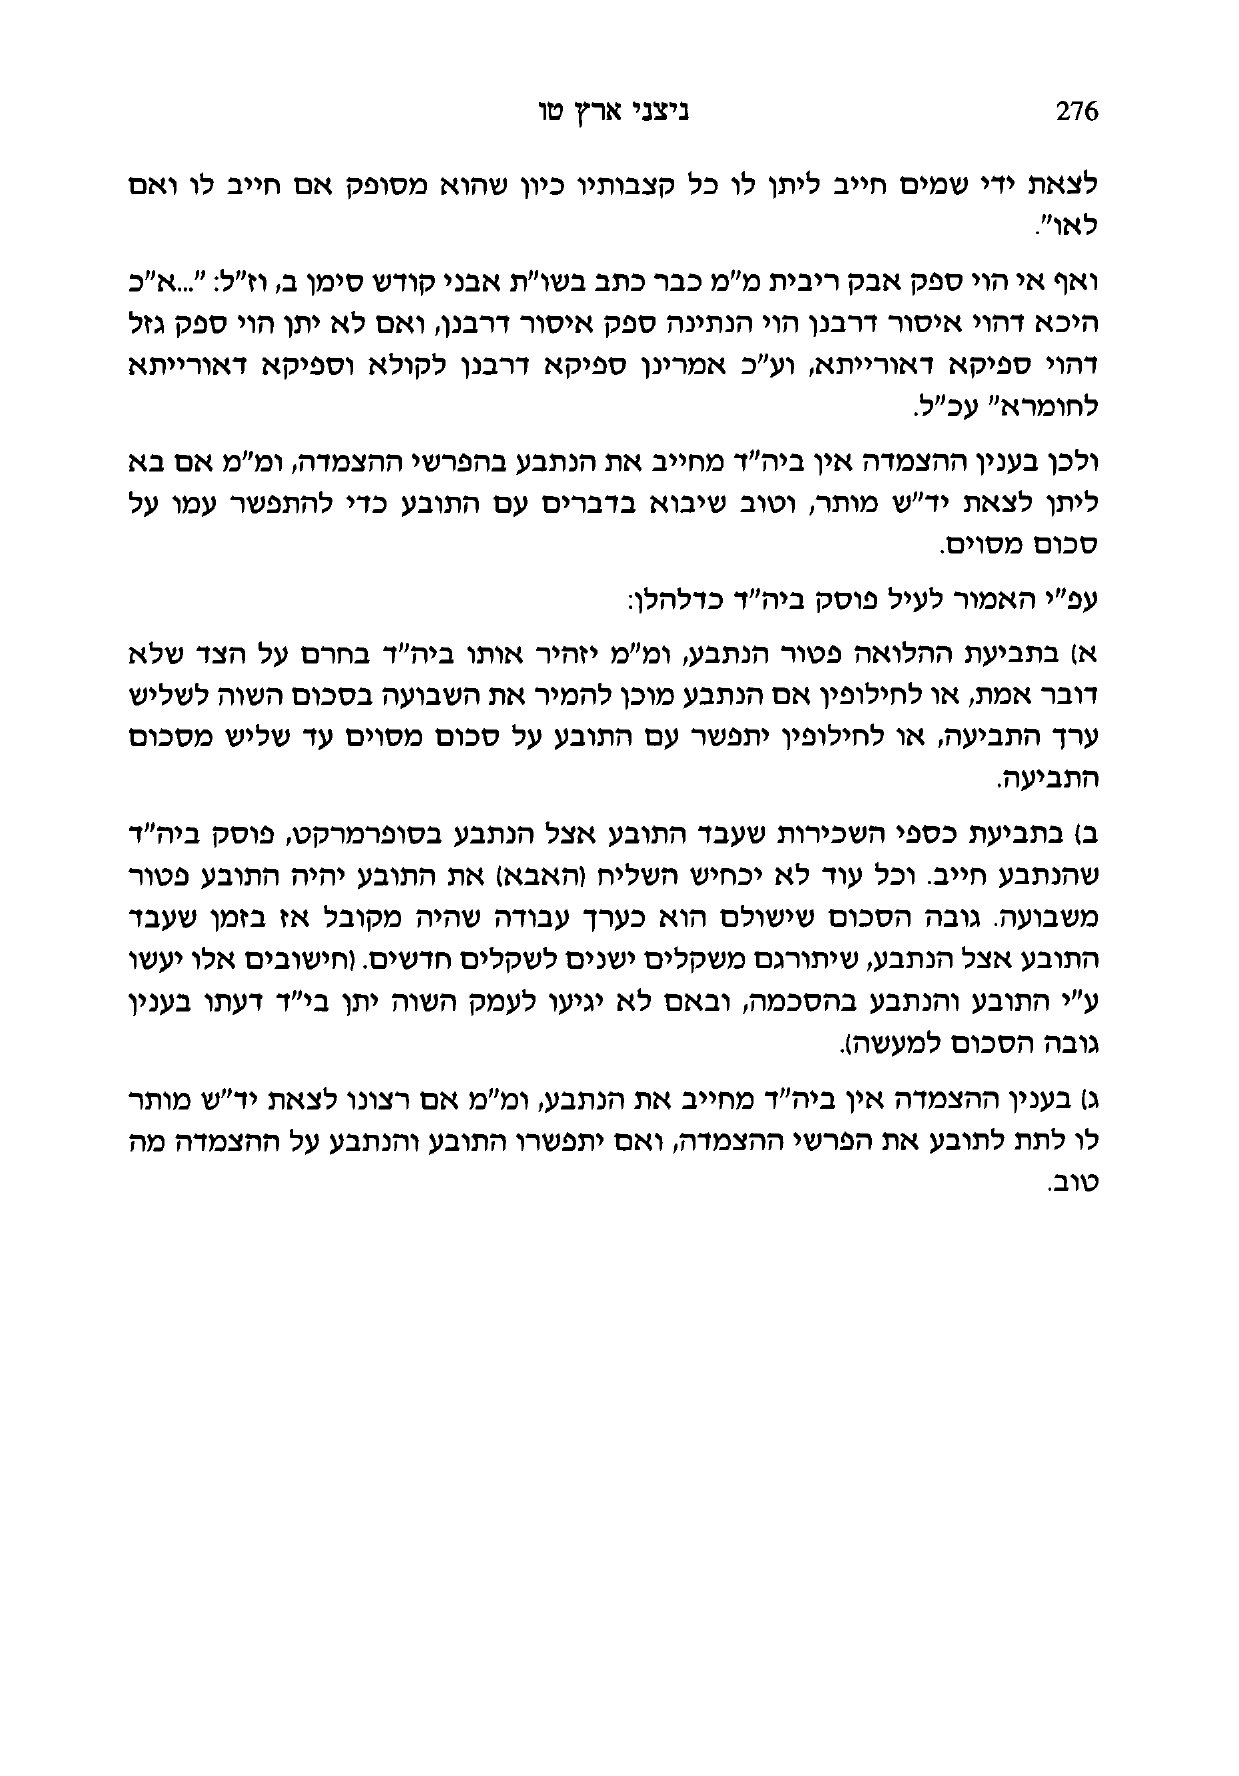 276 ניצני ארץ טו
לצאת ידי שמים חייב ליתן לו כל קצבותיו כיון שהוא מסופק אם חייב לו ואם
לאו".
ואף אי הוי ספק אבק ריבית מ"מ כבר כתב בשו"ת אבני קודש סימן ב, וז"ל: "...א"כ
היכא דהוי איסור דרבנן הוי הנתינה ספק איסור דרבנן, ואם לא יתן הוי ספק גזל
דהוי ספיקא דאורייתא, וע"כ אמרינן ספיקא דרבנן לקולא וספיקא דאורייתא
לחומרא" עכ"ל.
ולכן בענין ההצמדה אין ביה"ד מחייב את הנתבע בהפרשי ההצמדה, ומ"מ אם בא
ליתן לצאת יד"ש מותר, וטוב שיבוא בדברים עם התובע כדי להתפשר עמו על
סכום מסוים.
עפ"י האמור לעיל פוסק ביה"ד כדלהלן:
א) בתביעת ההלואה פטור הנתבע, ומ"מ יזהיר אותו ביה"ד בחרם על הצד שלא
דובר אמת, או לחילופין אם הנתבע מוכן להמיר את השבועה בסכום השוה לשליש
ערך התביעה, או לחילופין יתפשר עם התובע על סכום מסוים עד שליש מסכום
התביעה.
ב) בתביעת כספי השכירות שעבד התובע אצל הנתבע בסופרמרקט, פוסק ביה"ד
שהנתבע חייב. וכל עוד לא יכחיש השליח (האבא) את התובע יהיה התובע פטור
משבועה. גובה הסכום שישולם הוא כערך עבודה שהיה מקובל אז בזמן שעבד
התובע אצל הנתבע, שיתורגם משקלים ישנים לשקלים חדשים. (חישובים אלו יעשו
ע"י התובע והנתבע בהסכמה, ובאם לא יגיעו לעמק השוה יתן בי"ד דעתו בענין
גובה הסכום למעשה).
ג) בענין ההצמדה אין ביה"ד מחייב את הנתבע, ומ"מ אם רצונו לצאת יד"ש מותר
לו לתת לתובע את הפרשי ההצמדה, ואם יתפשרו התובע והנתבע על ההצמדה מה
טוב.